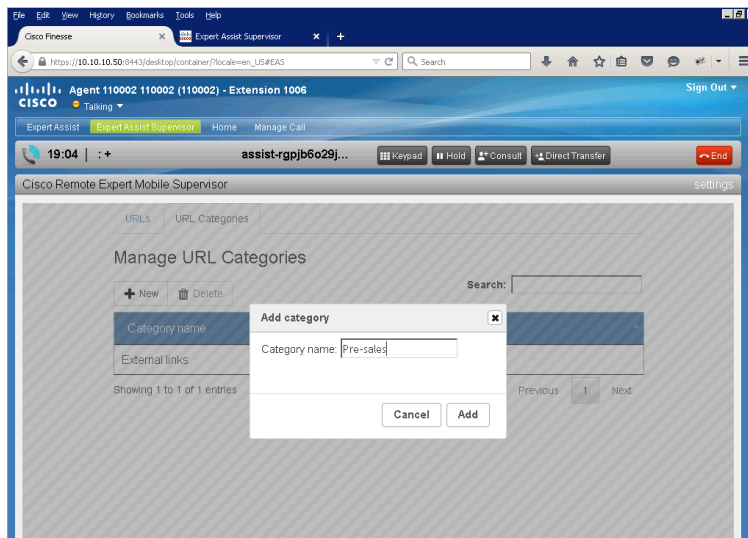 File Edit View History Bookmarks Tools Help
Cisco Finesse × Expert Assist Supervisor × +
https://10.10.10.50:8443/desktop/container/?locale=en_US#EAS Search
CISCO Agent 110002 110002 (110002) - Extension 1006 Sign Out
Talking
Expert Assist Expert Assist Supervisor Home Manage Call
19:04 | : + assist-rgpjb6o29j... Keypad Hold Consult Direct Transfer End
Cisco Remote Expert Mobile Supervisor settings
URLs URL Categories
Manage URL Categories
New Delete Search:
Add category
Category name
Category name: Pre-sales
External links
Showing 1 to 1 of 1 entries Previous 1 Next
Cancel Add